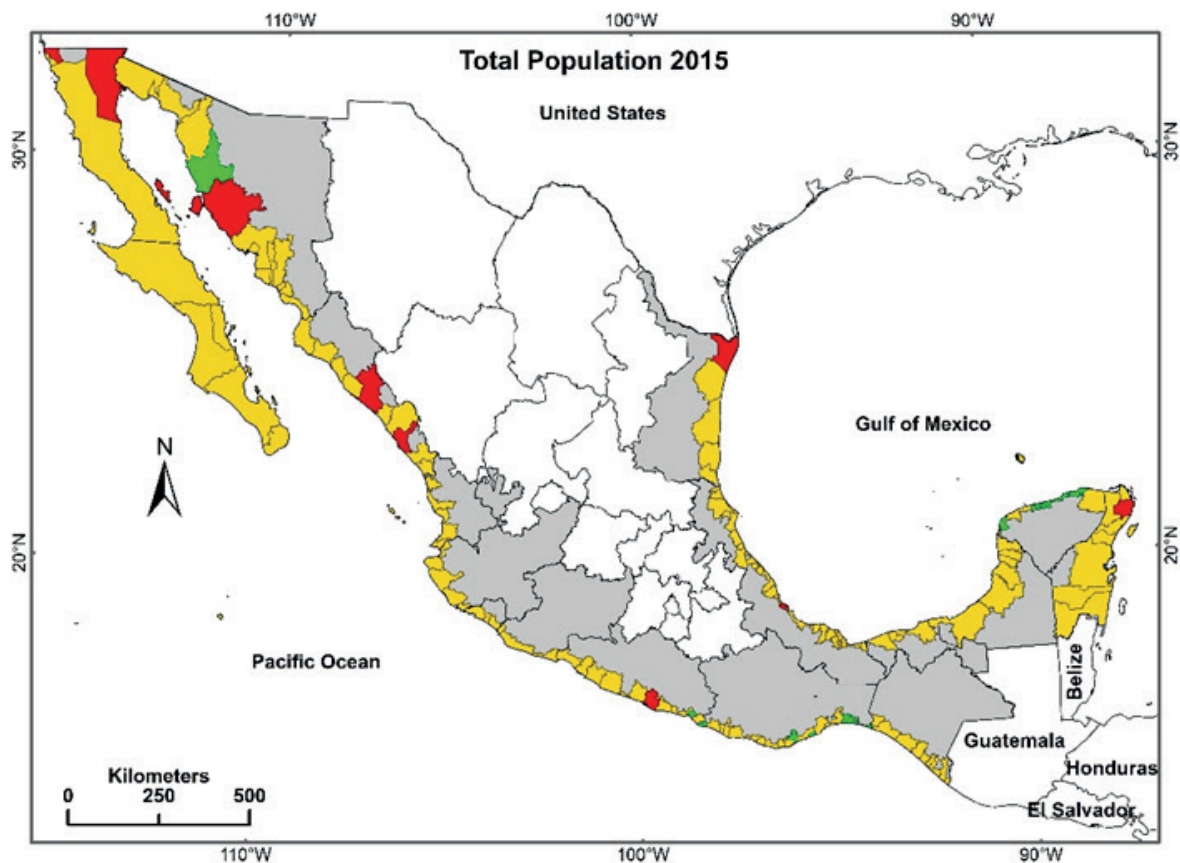 110°W 100°W 90°W
Total Population 2015
United States
30°N 30°N
Gulf of Mexico
N
20°N 20°N
Pacific Ocean
Belize
Guatemala
Kilometers
Honduras
0 250 500
El Salvador
110°W 100°W 90°W